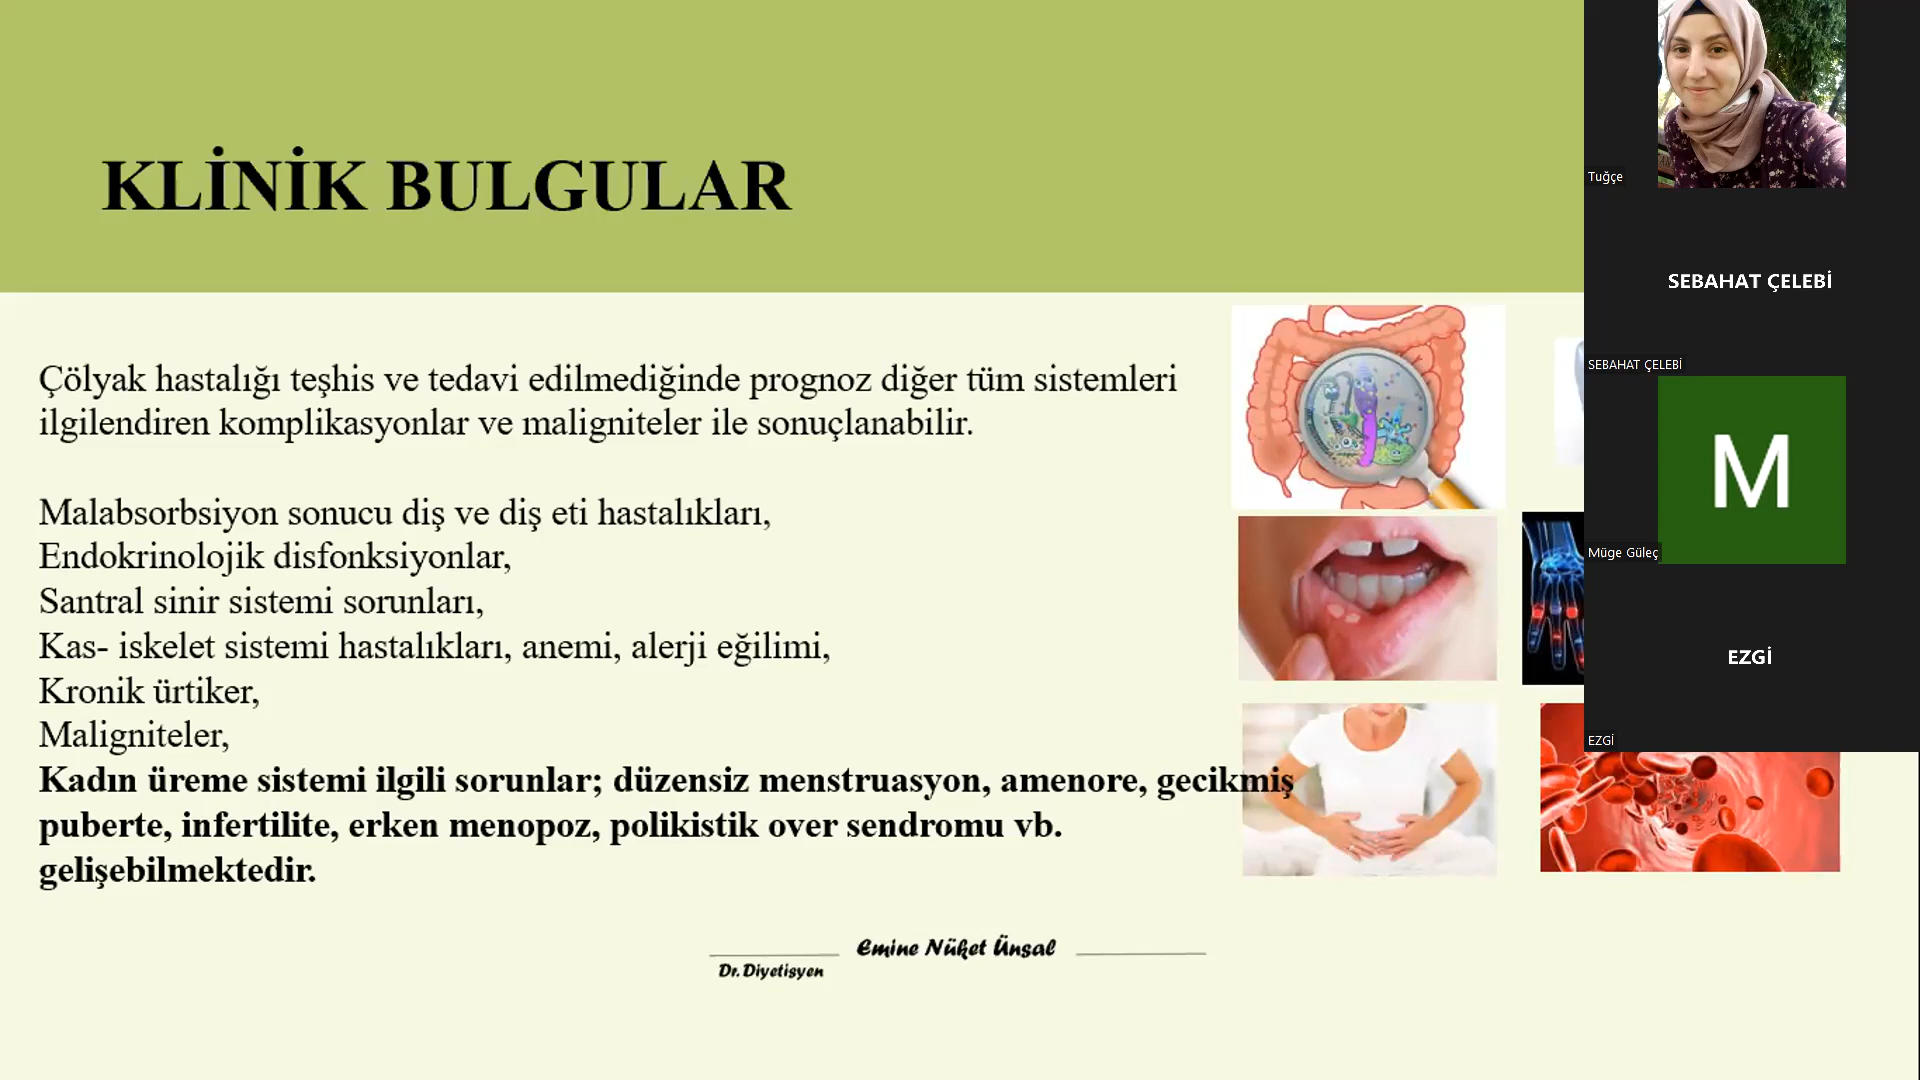 KLİNİK BULGULAR
Çölyak hastalığı teşhis ve tedavi edilmediğinde prognoz diğer tüm sistemleri
ilgilendiren komplikasyonlar ve maligniteler ile sonuçlanabilir.
Malabsorbsiyon sonucu diş ve diş eti hastalıkları,
Endokrinolojik disfonksiyonlar,
Santral sinir sistemi sorunları,
Kas- iskelet sistemi hastalıkları, anemi, alerji eğilimi,
Kronik ürtiker,
Maligniteler,
Kadın üreme sistemi ilgili sorunlar; düzensiz menstruasyon, amenore, gecikmiş
puberte, infertilite, erken menopoz, polikistik over sendromu vb.
gelişebilmektedir.
Emine Nüket Ünsal
Dr. Diyetisyen
Tuğçe
SEBAHAT ÇELEBİ
SEBAHAT ÇELEBİ
M
Müge Güleç
EZGİ
EZGİ